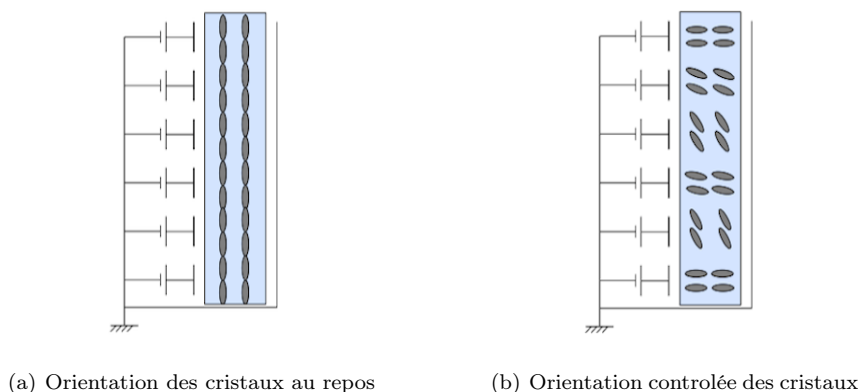 (a) Orientation des cristaux au repos
(b) Orientation controlée des cristaux